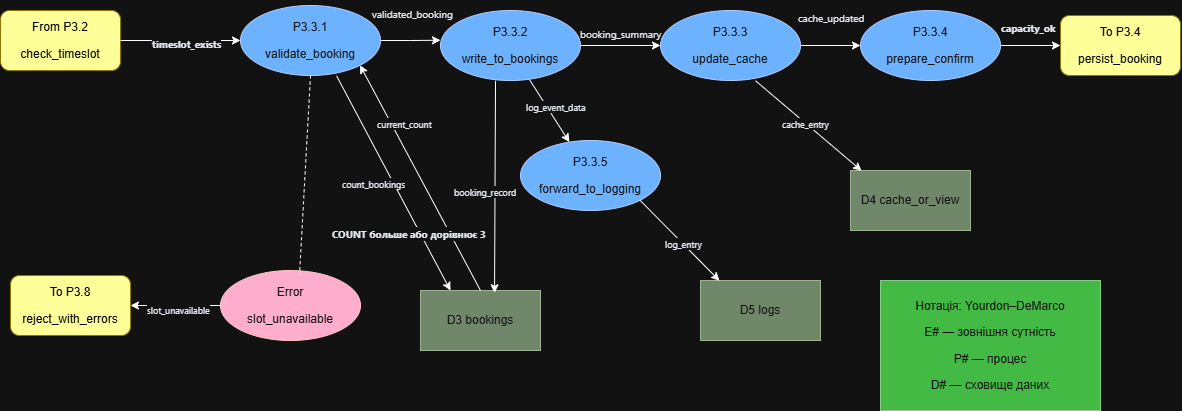 From P3.2
check_timeslot
timeslot_exists
P3.3.1
validate_booking
validated_booking
P3.3.2
write_to_bookings
booking_summary
P3.3.3
update_cache
cache_updated
P3.3.4
prepare_confirm
capacity_ok
To P3.4
persist_booking
current_count
log_event_data
cache_entry
P3.3.5
forward_to_logging
count_bookings
booking_record
D4 cache_or_view
COUNT больше або дорівнює 3
log_entry
To P3.8
reject_with_errors
slot_unavailable
Error
slot_unavailable
D3 bookings
D5 logs
Нотація: Yourdon–DeMarco
E# — зовнішня сутність
P# — процес
D# — сховище даних